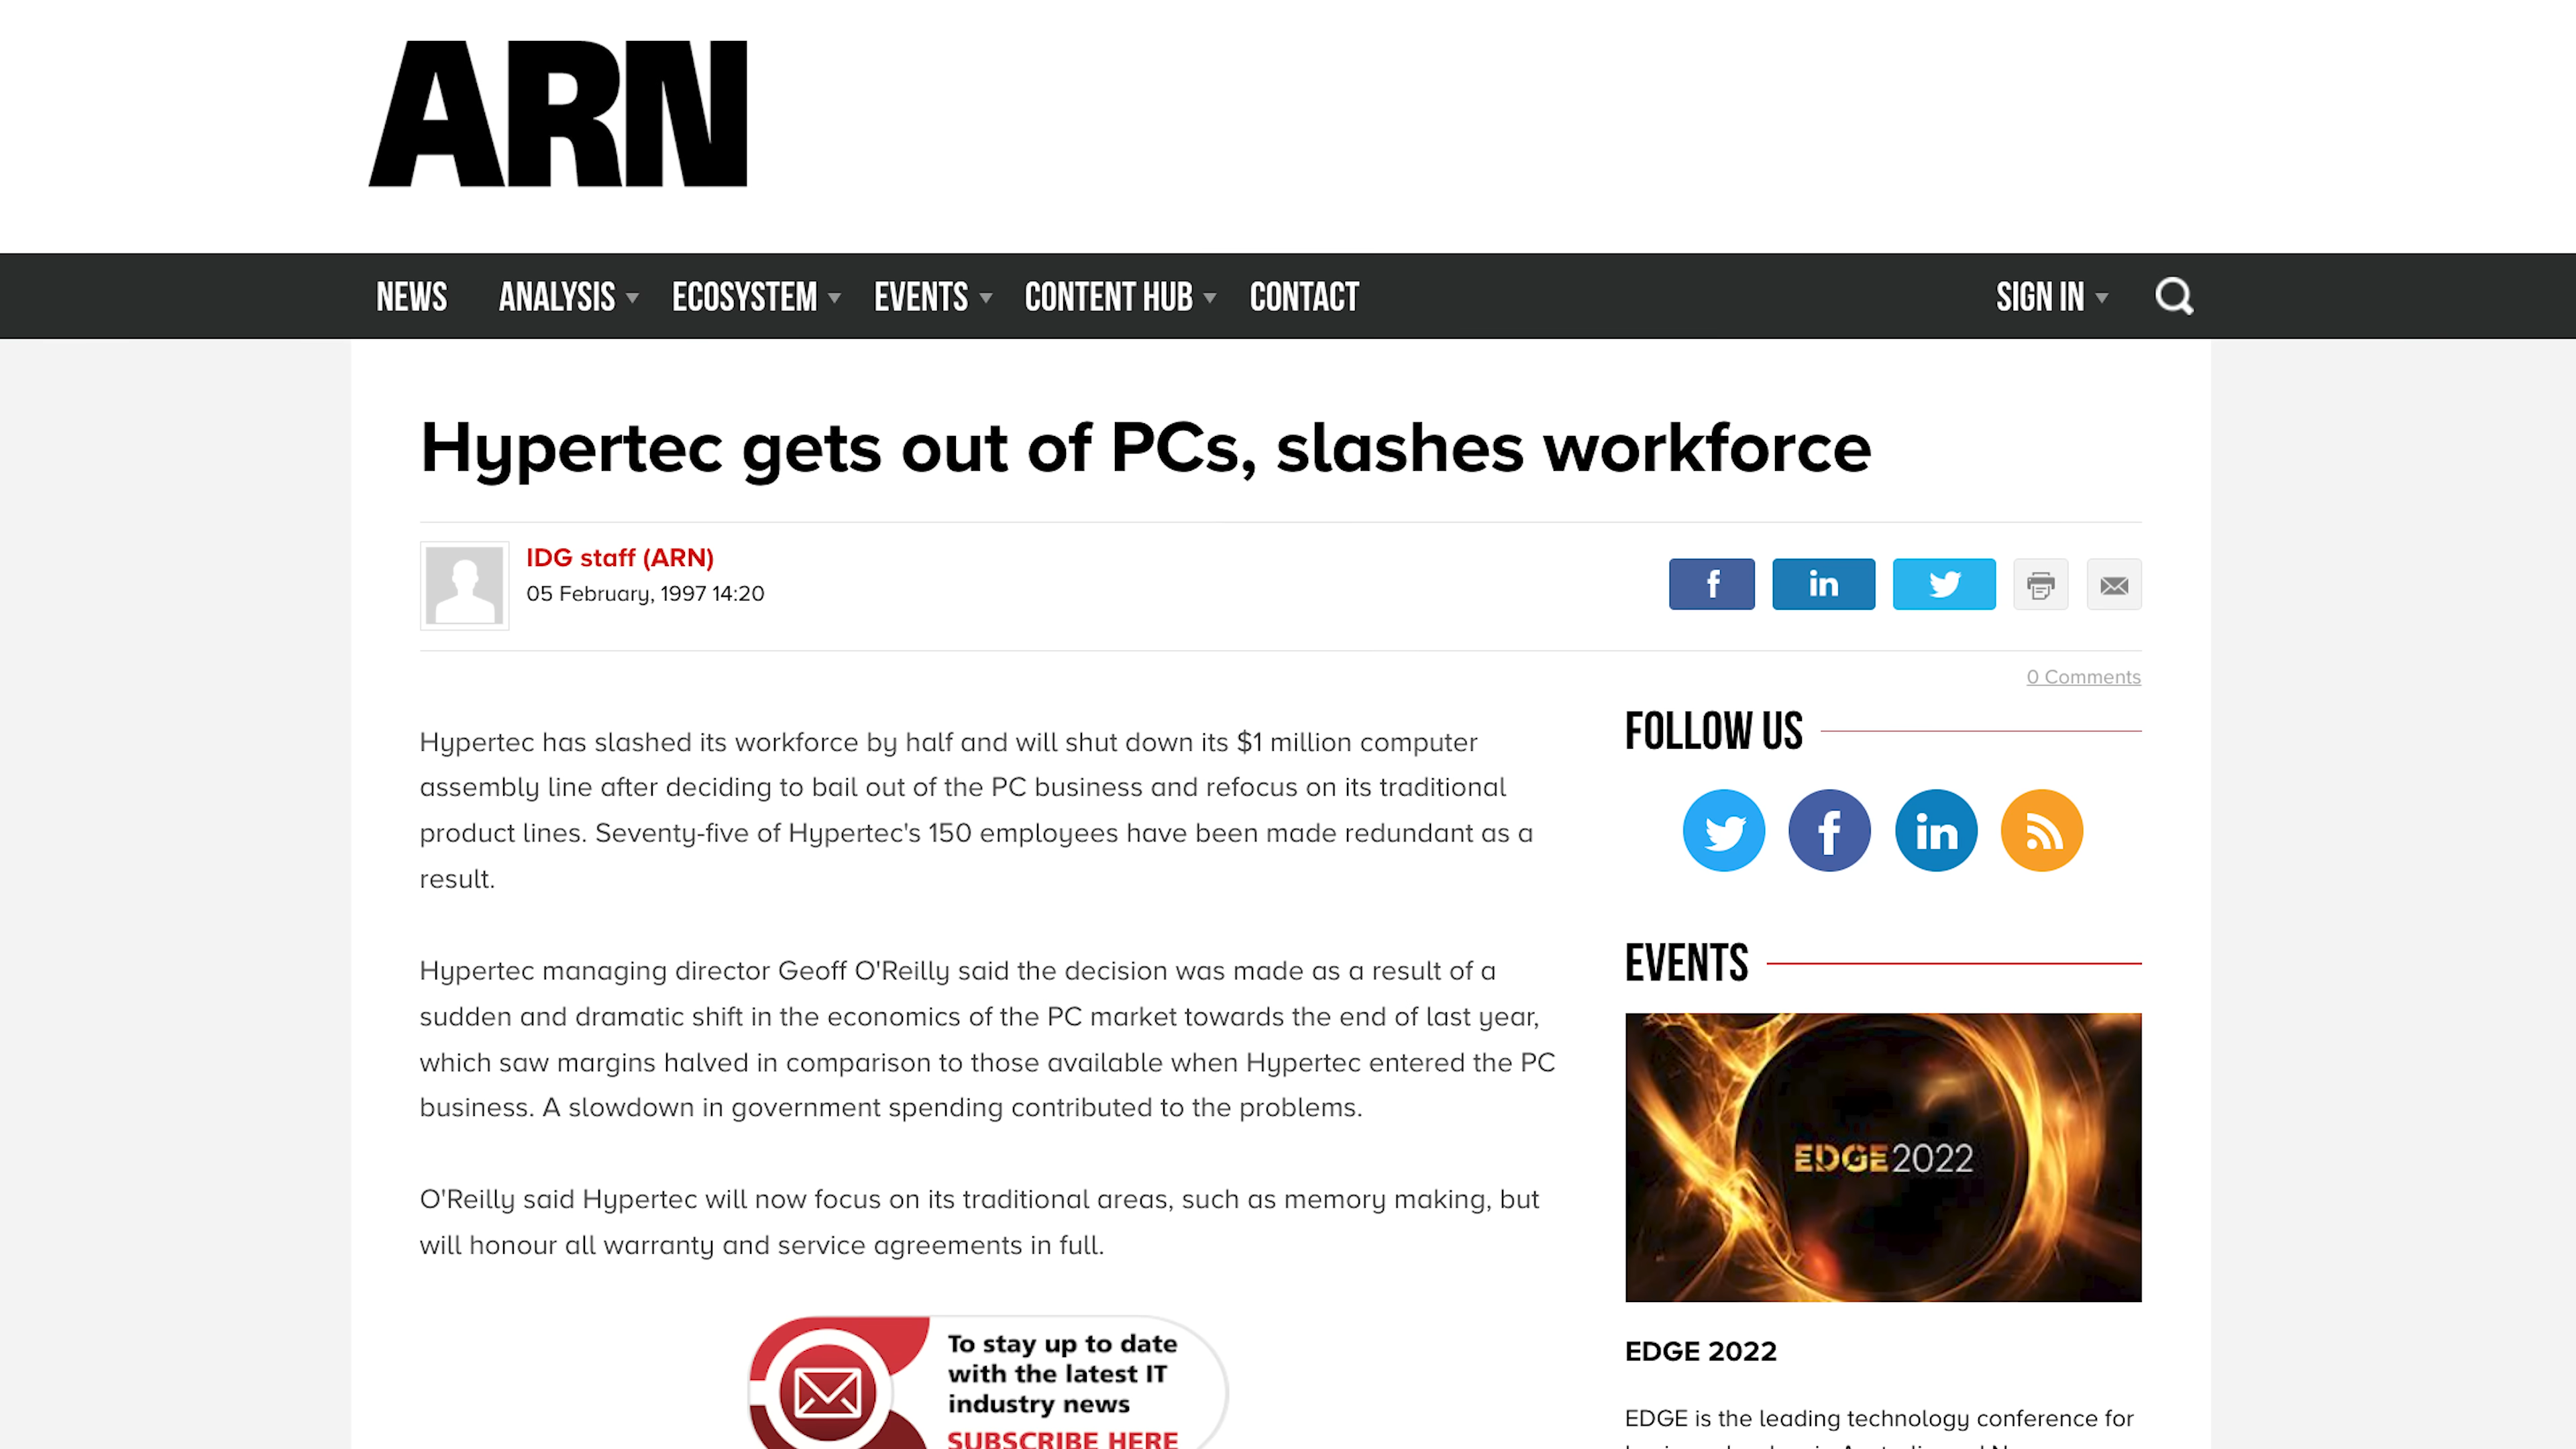 ARN
NEWS ANALYSIS ECOSYSTEM EVENTS CONTENT HUB CONTACT SIGN IN
Hypertec gets out of PCs, slashes workforce
IDG staff (ARN)
05 February, 1997 14:20
0 Comments
Hypertec has slashed its workforce by half and will shut down its $1 million computer
assembly line after deciding to bail out of the PC business and refocus on its traditional
product lines. Seventy-five of Hypertec's 150 employees have been made redundant as a
result.
Hypertec managing director Geoff O'Reilly said the decision was made as a result of a
sudden and dramatic shift in the economics of the PC market towards the end of last year,
which saw margins halved in comparison to those available when Hypertec entered the PC
business. A slowdown in government spending contributed to the problems.
O'Reilly said Hypertec will now focus on its traditional areas, such as memory making, but
will honour all warranty and service agreements in full.
To stay up to date
with the latest IT
industry news
SUBSCRIBE HERE
FOLLOW US
EVENTS
EDGE2022
EDGE 2022
EDGE is the leading technology conference for